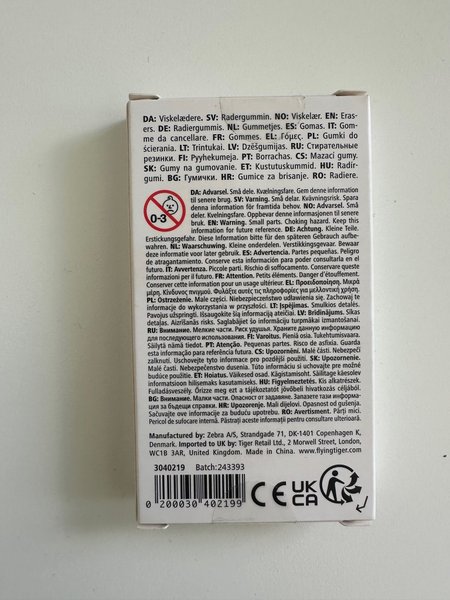 DA: Viskelædere. SV: Radergummin. NO: Viskelær. EN: Eras-
ers. DE: Radiergummis. NL: Gummetjes. ES: Gomas. IT: Gom-
me da cancellare. FR: Gommes. EL: Γόμες. PL: Gumki do
ścierania. LT: Trintukai. LV: Dzēšgumijas. RU: Стирательные
резинки. FI: Pyyhekumeja. PT: Borrachas. CS: Mazací gumy.
SK: Gumy na gumovanie. ET: Kustutuskummid. HU: Radír-
gumi. BG: Гумички. HR: Gumice za brisanje. RO: Radiere.
0-3
DA: Advarsel. Små dele. Kvælningsfare. Gem denne information
til senere brug. SV: Varning. Små delar. Kvävningsrisk. Spara
denna information för framtida behov. NO: Advarsel. Små
deler. Kvelningsfare. Oppbevar denne informasjonen til senere
bruk. EN: Warning. Small parts. Choking hazard. Keep this
information for future reference. DE: Achtung. Kleine Teile.
Erstickungsgefahr. Diese Information bitte für den späteren Gebrauch aufbe-
wahren. NL: Waarschuwing. Kleine onderdelen. Verstikkingsgevaar. Bewaar deze
informatie voor later gebruik. ES: Advertencia. Partes pequeñas. Peligro
de atragantamiento. Conserve esta información para consultarla en el
futuro. IT: Avvertenza. Piccole parti. Rischio di soffocamento. Conservare queste
informazioni per il futuro. FR: Attention. Petits éléments. Danger d'étouffement.
Conserver cette information pour un usage ultérieur. EL: Προειδοποίηση. Μικρά
μέρη. Κίνδυνος πνιγμού. Φυλάξτε αυτές τις πληροφορίες για μελλοντική χρήση.
PL: Ostrzeżenie. Małe części. Niebezpieczeństwo udławienia się. Zachowaj te
informacje do wykorzystania w przyszłości. LT: Įspėjimas. Smulkios detalės.
Pavojus užspringti. Išsaugokite šią informaciją ateičiai. LV: Brīdinājums. Sīkas
detaļas. Aizrīšanās risks. Saglabājiet šo informāciju turpmākai izmantošanai.
RU: Внимание. Мелкие части. Риск удушья. Храните данную информацию
для последующего использования. FI: Varoitus. Pieniä osia. Tukehtumisvaara.
Säilytä nämä tiedot. PT: Atenção. Pequenas partes. Risco de asfixia. Guardar
esta informação para referência futura. CS: Upozornění. Malé části. Nebezpečí
zalknutí. Uschovejte tyto informace pro pozdější použití. SK: Upozornenie.
Malé časti. Nebezpečenstvo dusenia. Túto informáciu si uchovajte pre možné
budúce použitie. ET: Hoiatus. Väikesed osad. Kägistamisoht. Säilitage käesolev
informatsioon hilisemaks kasutamiseks. HU: Figyelmeztetés. Kis alkatrészek.
Fulladásveszély. Őrizze meg ezt a tájékoztatót jövőbeli hivatkozás céljából.
BG: Внимание. Малки части. Опасност от задавяне. Запазете тази информа-
ция за бъдещи справки. HR: Upozorenje. Mali dijelovi. Opasnost od gušenja.
Sačuvajte ove informacije za buduću upotrebu. RO: Avertisment. Părți mici.
Pericol de sufocare internă. Păstrați aceste informații pentru referințe viitoare.
Manufactured by: Zebra A/S, Strandgade 71, DK-1401 Copenhagen K,
Denmark. Imported to UK by: Tiger Retail Ltd., 2 Morwell Street, London,
WC1B 3AR, United Kingdom. Made in China. www.flyingtiger.com
3040219 Batch:243393
0 200030 402199
CE UK
CA